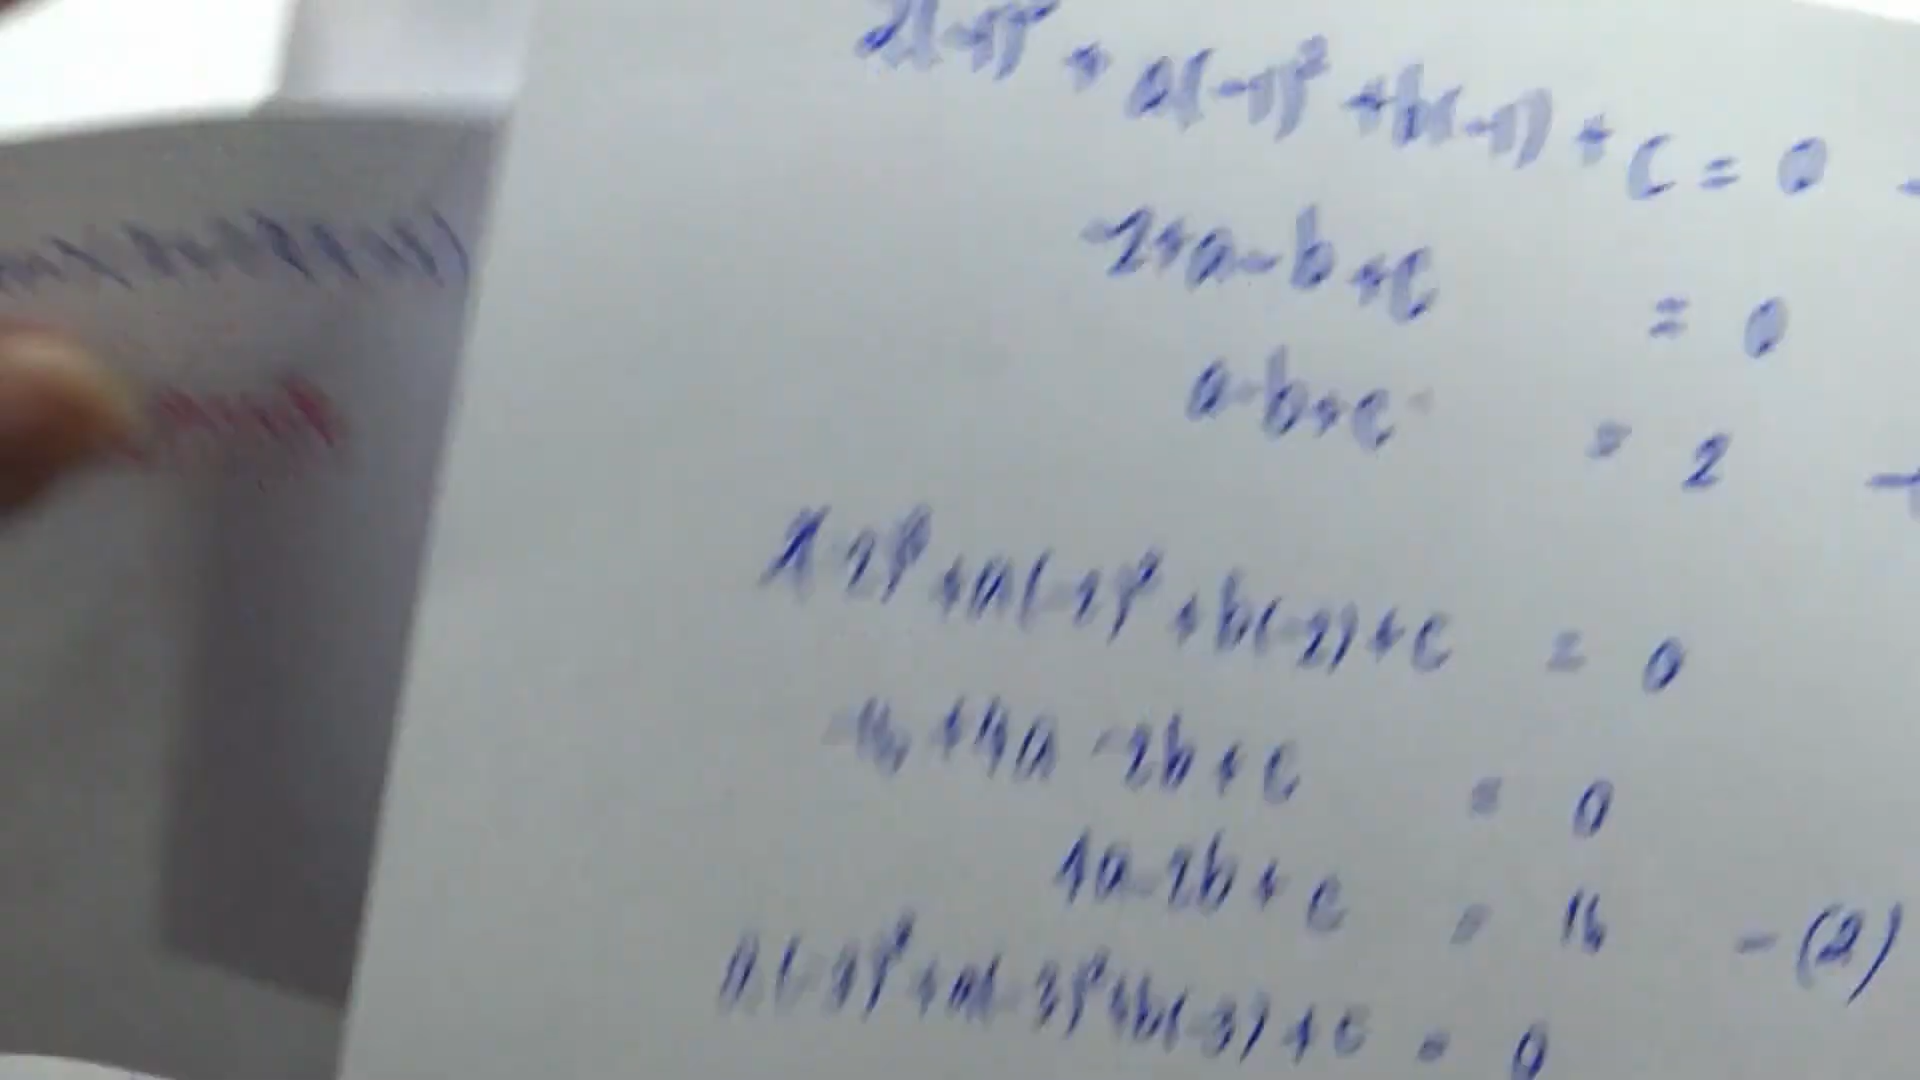 2(-1)³ + a(-1)² + b(-1) + c = 0
-2+a-b+c = 0
a-b+c = 2
2(-2)³ + a(-2)² + b(-2) + c = 0
-16 + 4a - 2b + c = 0
4a - 2b + c = 16 - (2)
2(-3)³ + a(-3)² + b(-3) + c = 0